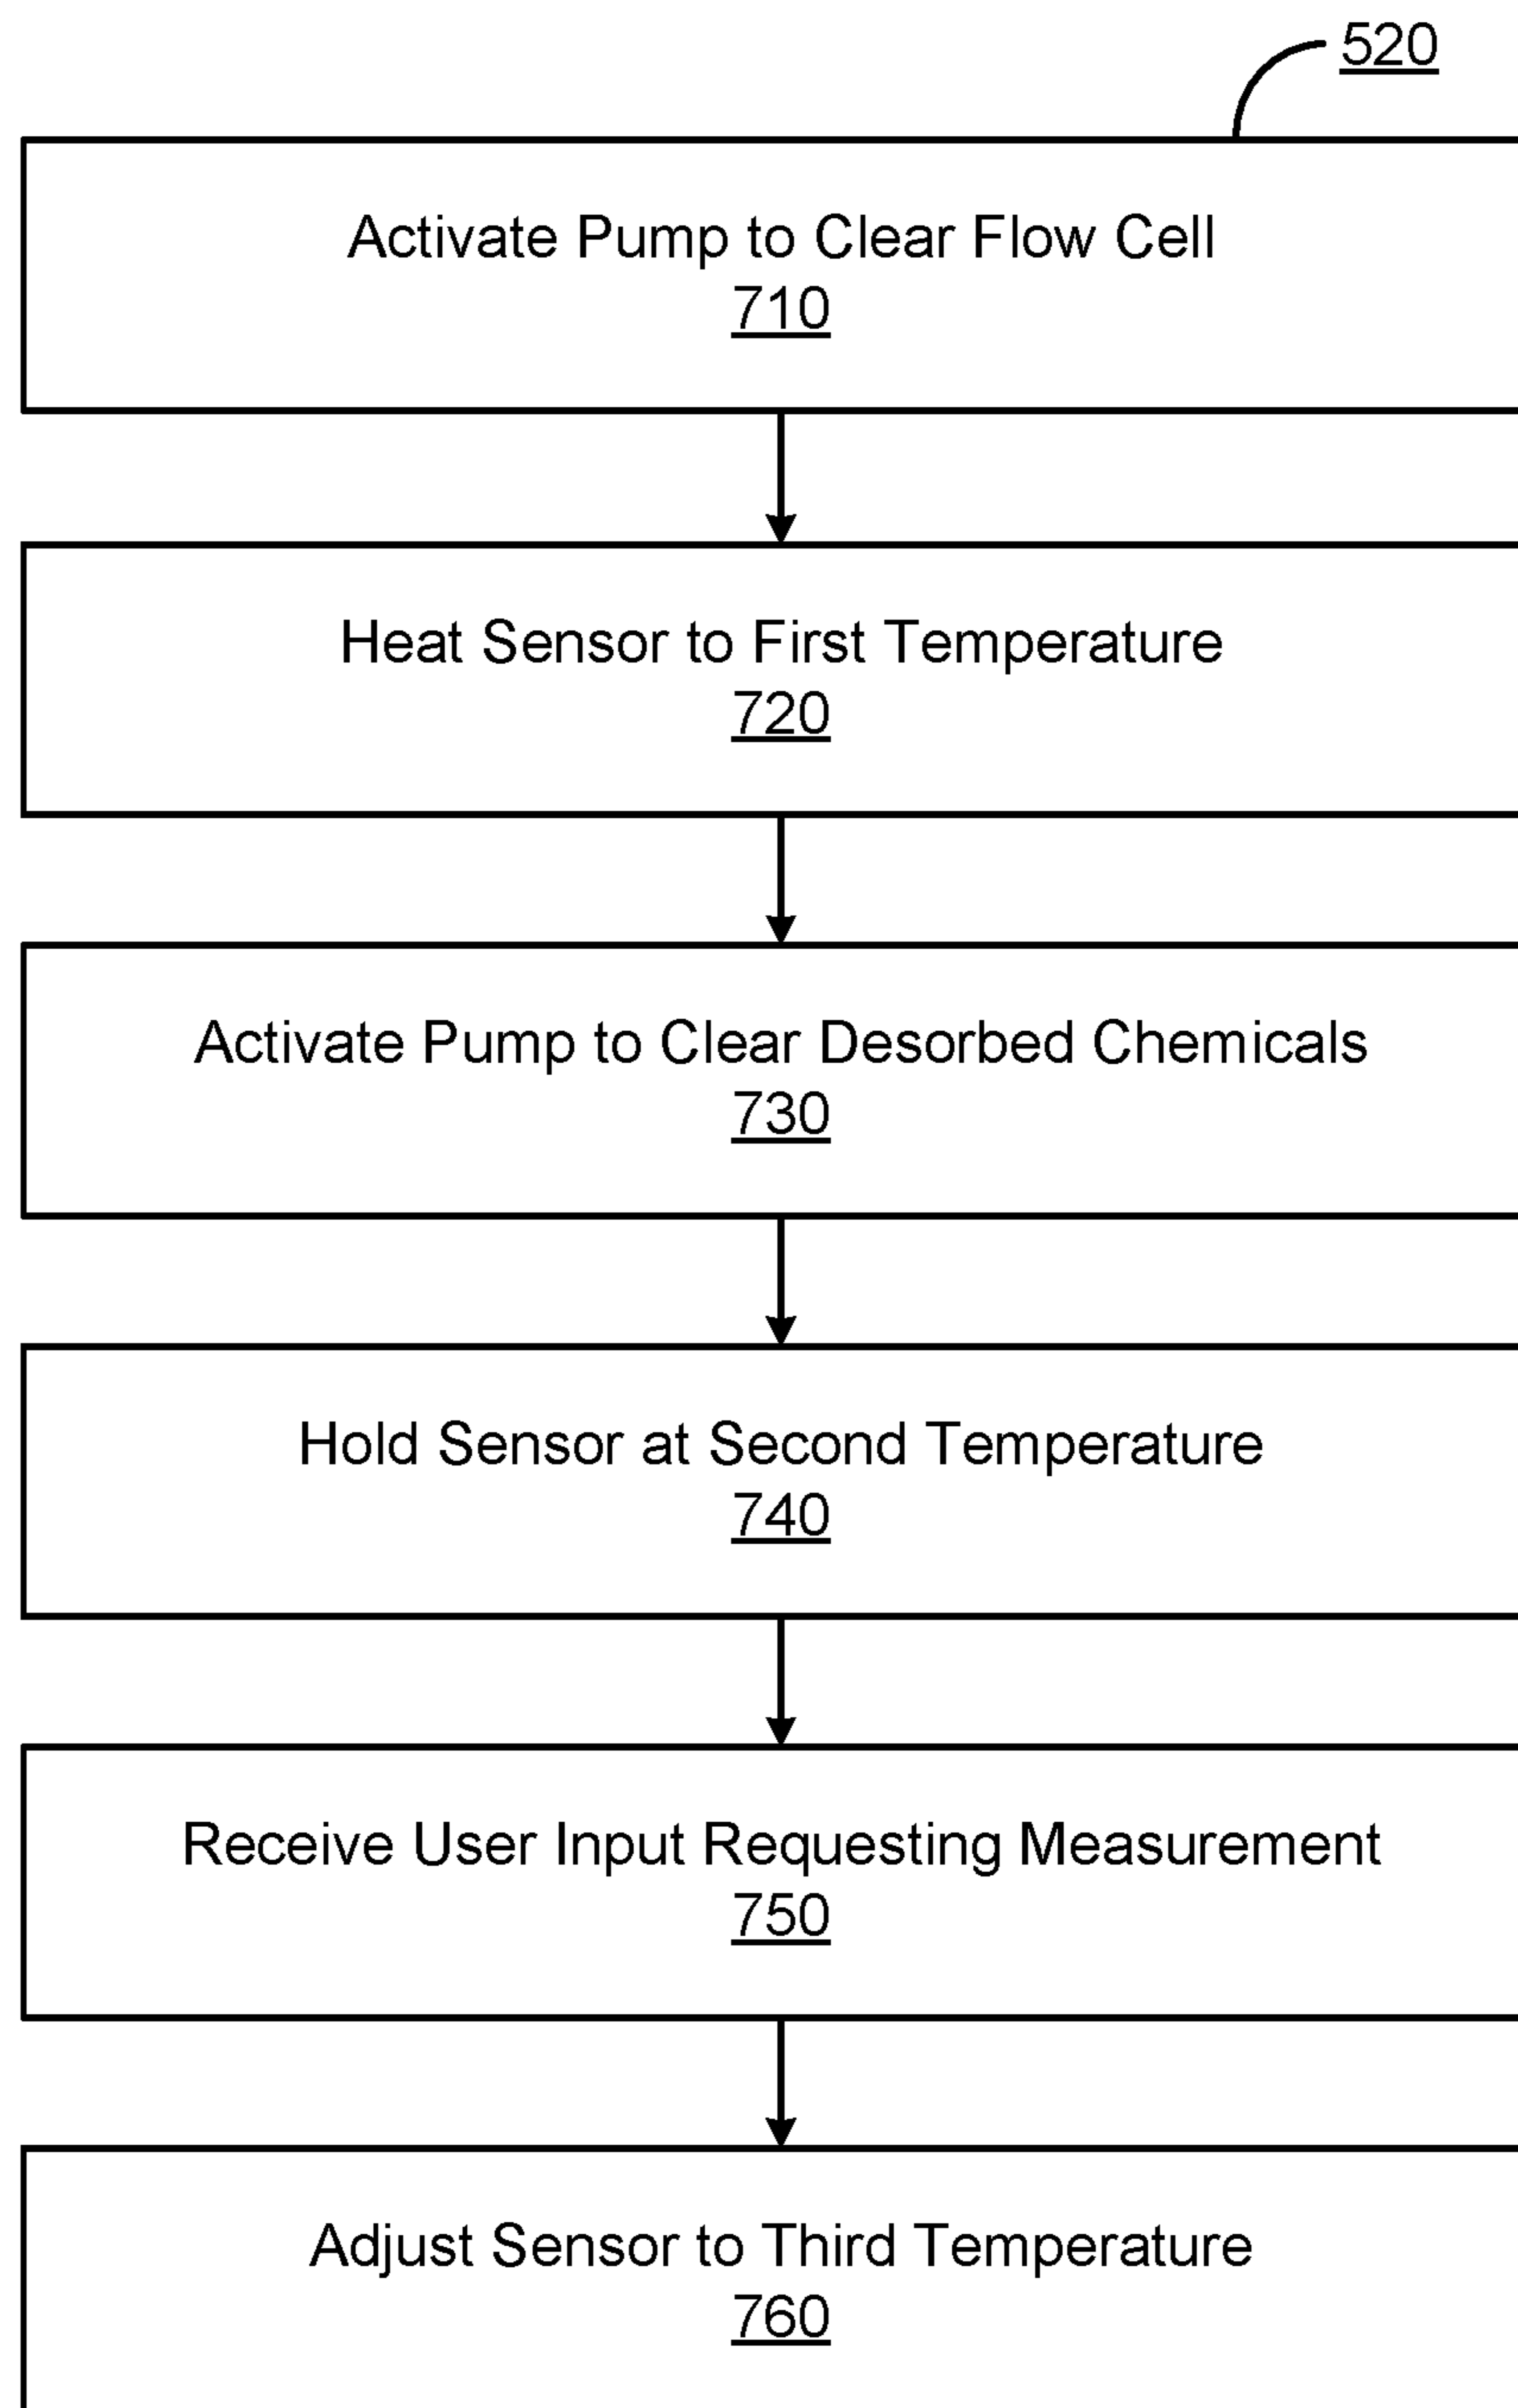 520
Activate Pump to Clear Flow Cell
710
Heat Sensor to First Temperature
720
Activate Pump to Clear Desorbed Chemicals
730
Hold Sensor at Second Temperature
740
Receive User Input Requesting Measurement
750
Adjust Sensor to Third Temperature
760